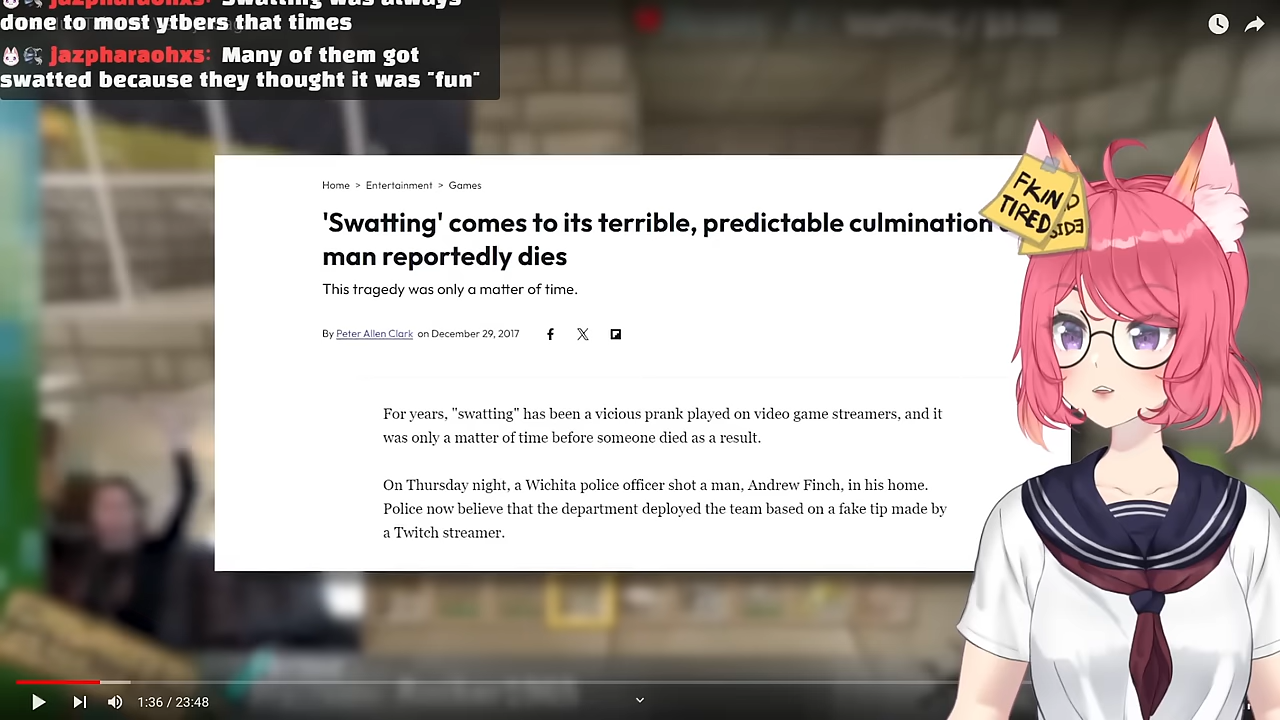 Swatting was always
done to most ytbers that times
Jazpharaohxs: Many of them got
swatted because they thought it was "fun"
Home > Entertainment > Games
'Swatting' comes to its terrible, predictable culmination
man reportedly dies
This tragedy was only a matter of time.
By Peter Allen Clark on December 29, 2017
For years, "swatting" has been a vicious prank played on video game streamers, and it
was only a matter of time before someone died as a result.
On Thursday night, a Wichita police officer shot a man, Andrew Finch, in his home.
Police now believe that the department deployed the team based on a fake tip made by
a Twitch streamer.
FKIN
TIRED
SIDE
1:36 / 23:48